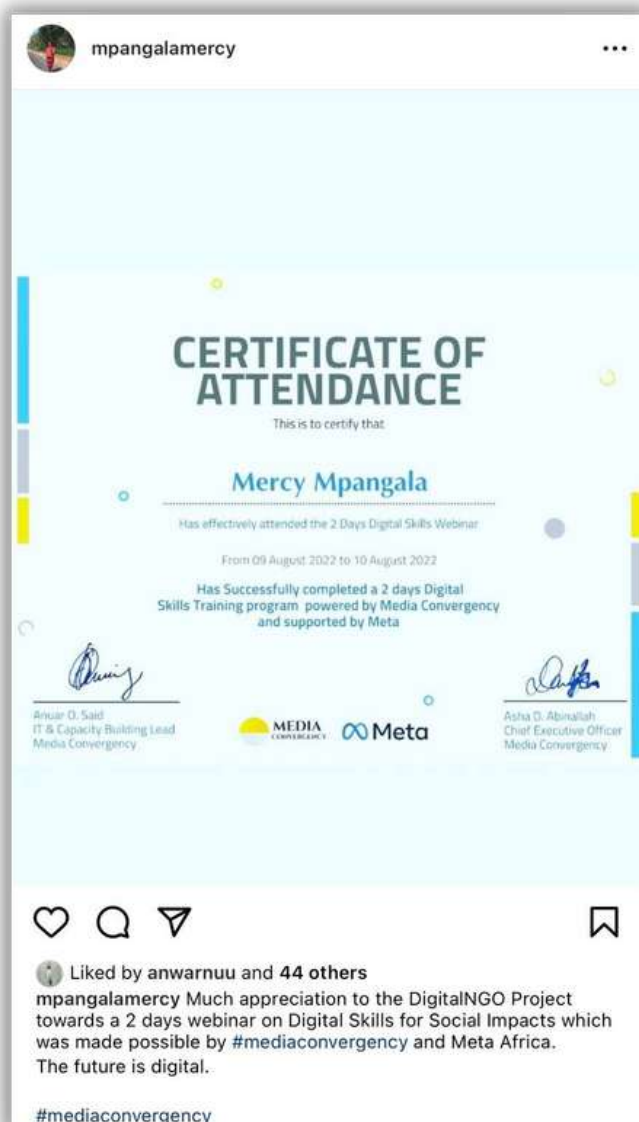 mpangalamercy
CERTIFICATE OF
ATTENDANCE
This is to certify that
Mercy Mpangala
Has effectively attended the 2 Days Digital Skills Webinar
From 09 August 2022 to 10 August 2022
Has Successfully completed a 2 days Digital
Skills Training program powered by Media Convergency
and supported by Meta
Anuar D. Said
IT & Capacity Building Lead
Media Convergency
MEDIA
CONVERGENCY
Meta
Asha D. Abinallah
Chief Executive Officer
Media Convergency
Liked by anwarnuu and 44 others
mpangalamercy Much appreciation to the DigitalNGO Project
towards a 2 days webinar on Digital Skills for Social Impacts which
was made possible by #mediaconvergency and Meta Africa.
The future is digital.
#mediaconvergency